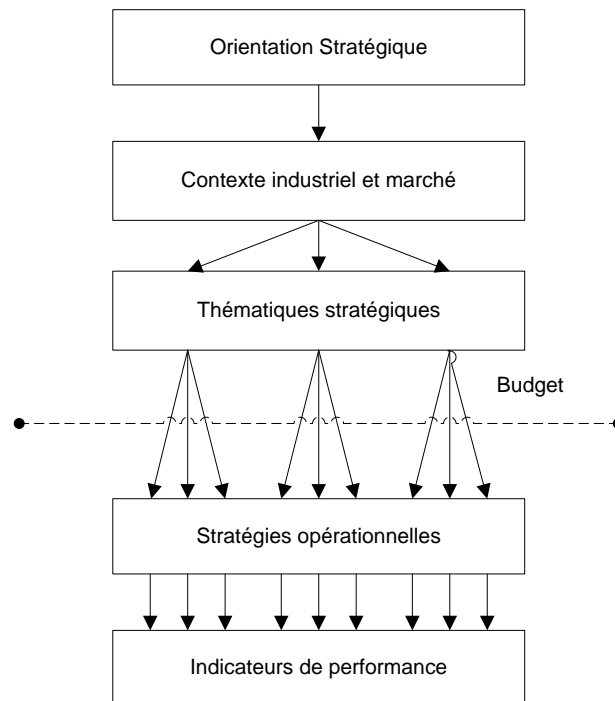 Orientation Stratégique
Contexte industriel et marché
Thématiques stratégiques
Budget
Stratégies opérationnelles
Indicateurs de performance